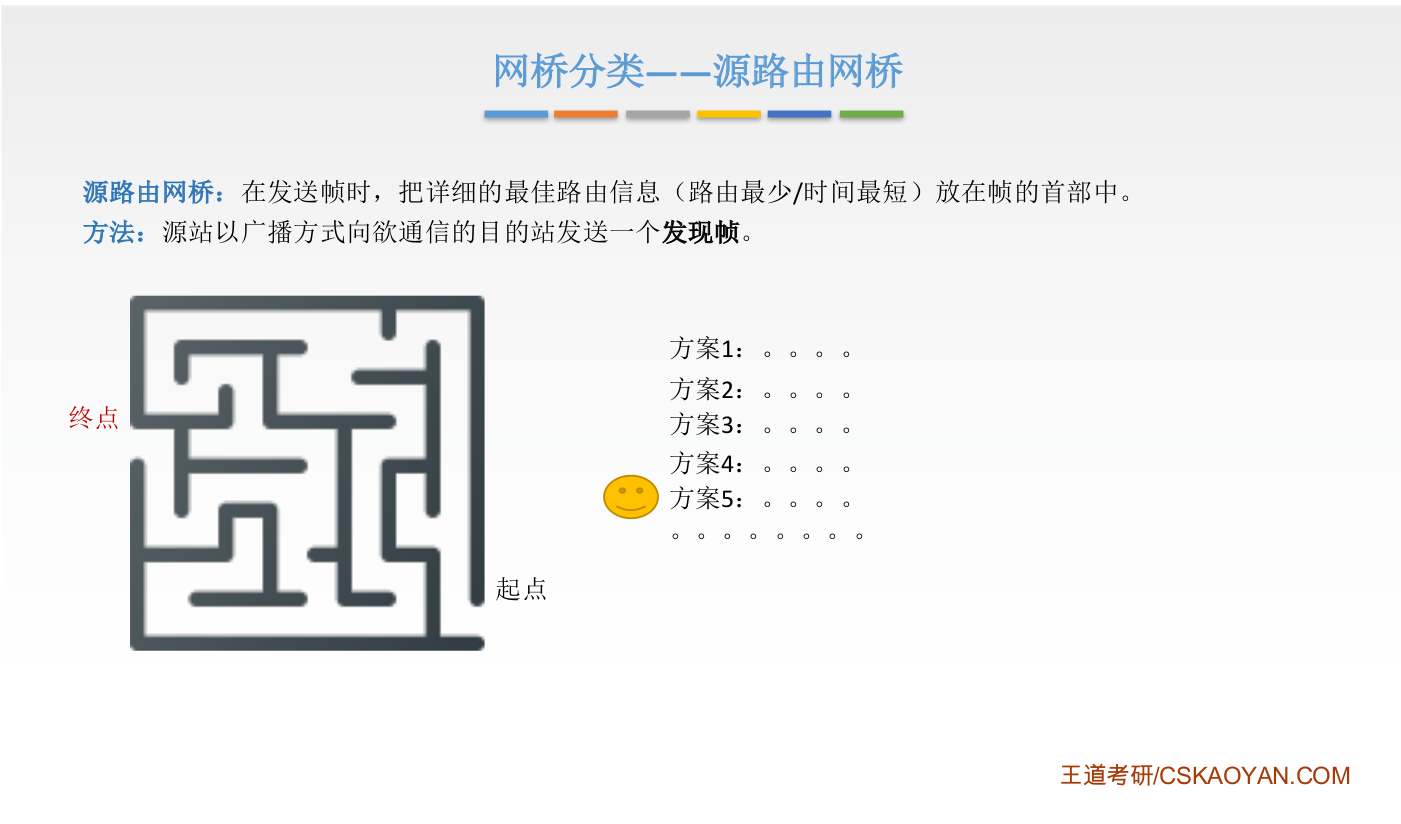 网桥分类——源路由网桥
源路由网桥：在发送帧时，把详细的最佳路由信息（路由最少/时间最短）放在帧的首部中。
方法：源站以广播方式向欲通信的目的站发送一个发现帧。
终点
起点
方案1：。。。。
方案2：。。。。
方案3：。。。。
方案4：。。。。
方案5：。。。。
。。。。。。。。
王道考研/CSKAOYAN.COM